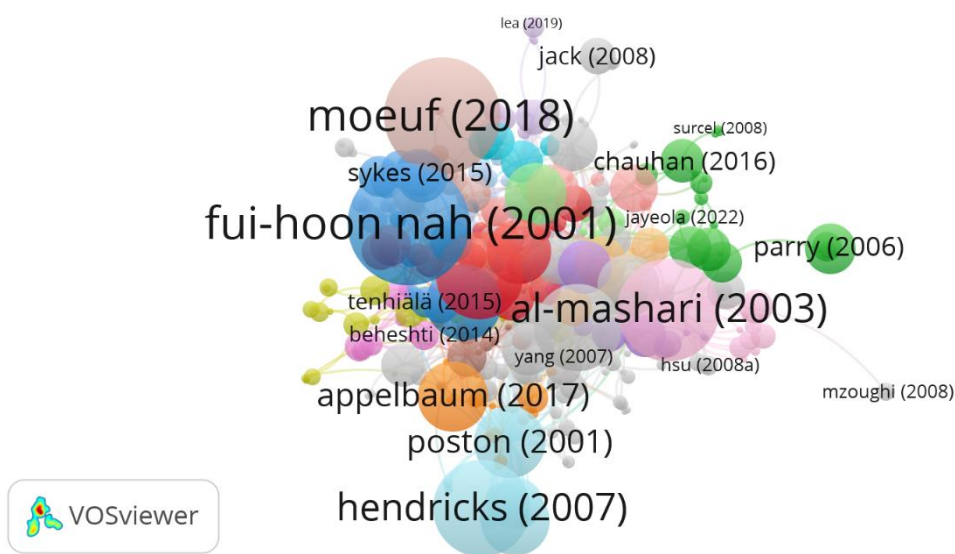 lea (2019)
jack (2008)
moeuf (2018)
surcel (2008)
chauhan (2016)
sykes (2015)
fui-hoon nah (2001)
jayeola (2022)
parry (2006)
tenhiälä (2015)
al-mashari (2003)
beheshti (2014)
yang (2007)
hsu (2008a)
mzoughi (2008)
appelbaum (2017)
poston (2001)
hendricks (2007)
VOSviewer